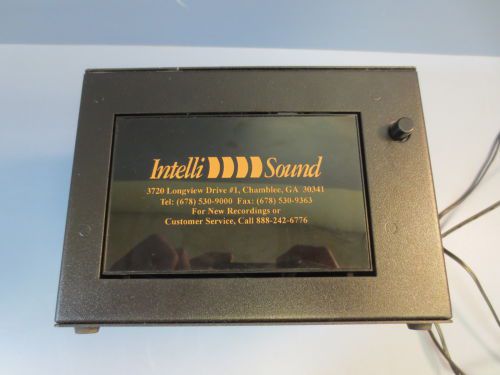 Intelli Sound
3720 Longview Drive #1, Chamblee, GA 30341
Tel: (678) 530-9000 Fax: (678) 530-9363
For New Recordings or
Customer Service, Call 888-242-6776